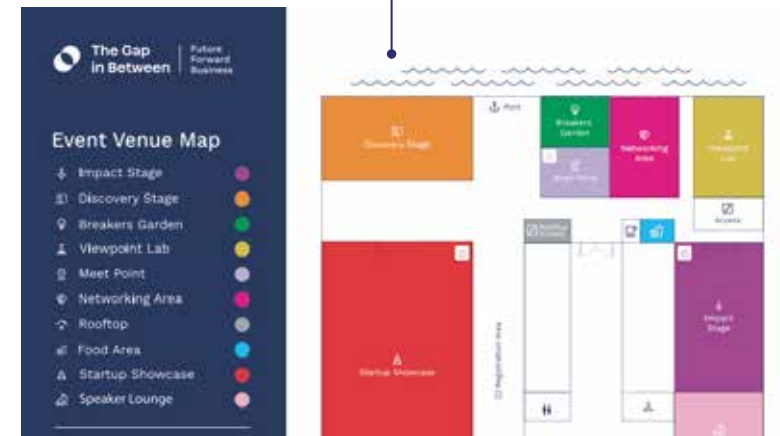 The Gap
in Between
Future
Forward
Business
Event Venue Map
Impact Stage
Discovery Stage
Breakers Garden
Viewpoint Lab
Meet Point
Networking Area
Rooftop
Food Area
Startup Showcase
Speaker Lounge
Port
Discovery Stage
Breakers
Garden
Meet Point
Networking
Area
Viewpoint
Lab
Access
Rooftop
Access
Registration Area
Impact
Stage
Startup Showcase